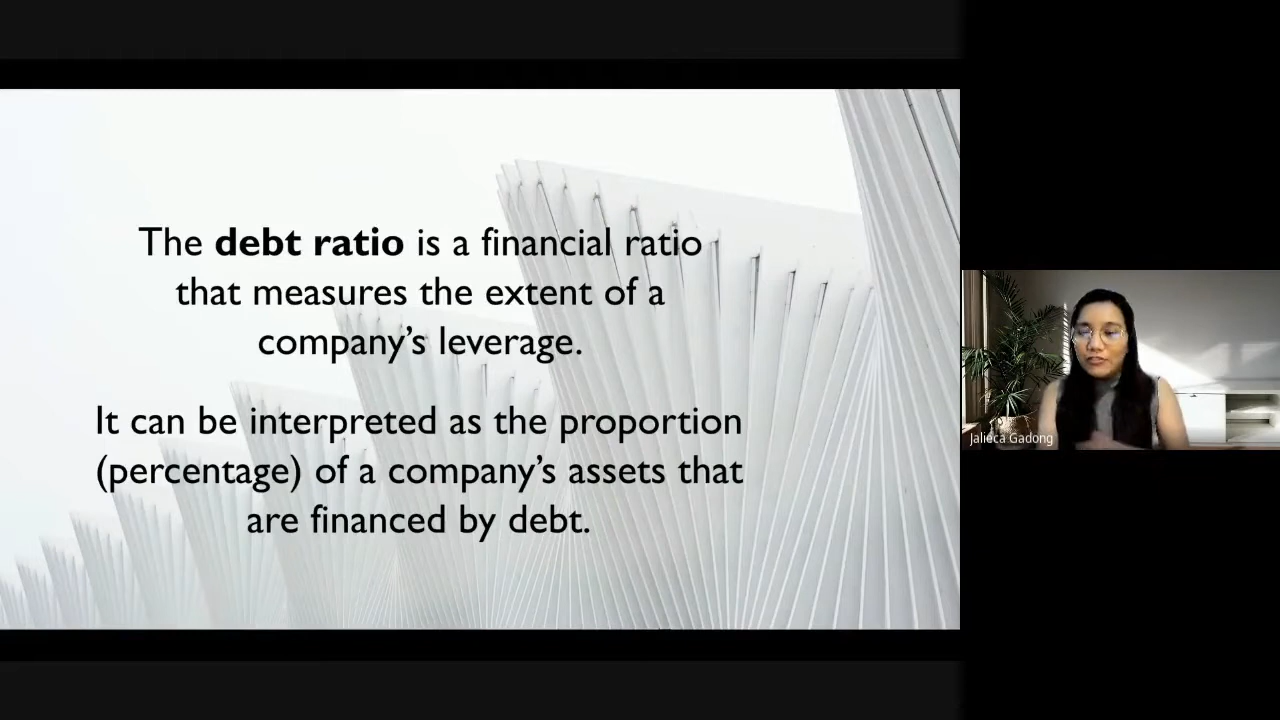 The debt ratio is a financial ratio
that measures the extent of a
company’s leverage.
It can be interpreted as the proportion
(percentage) of a company’s assets that
are financed by debt.
Jalieca Gadong